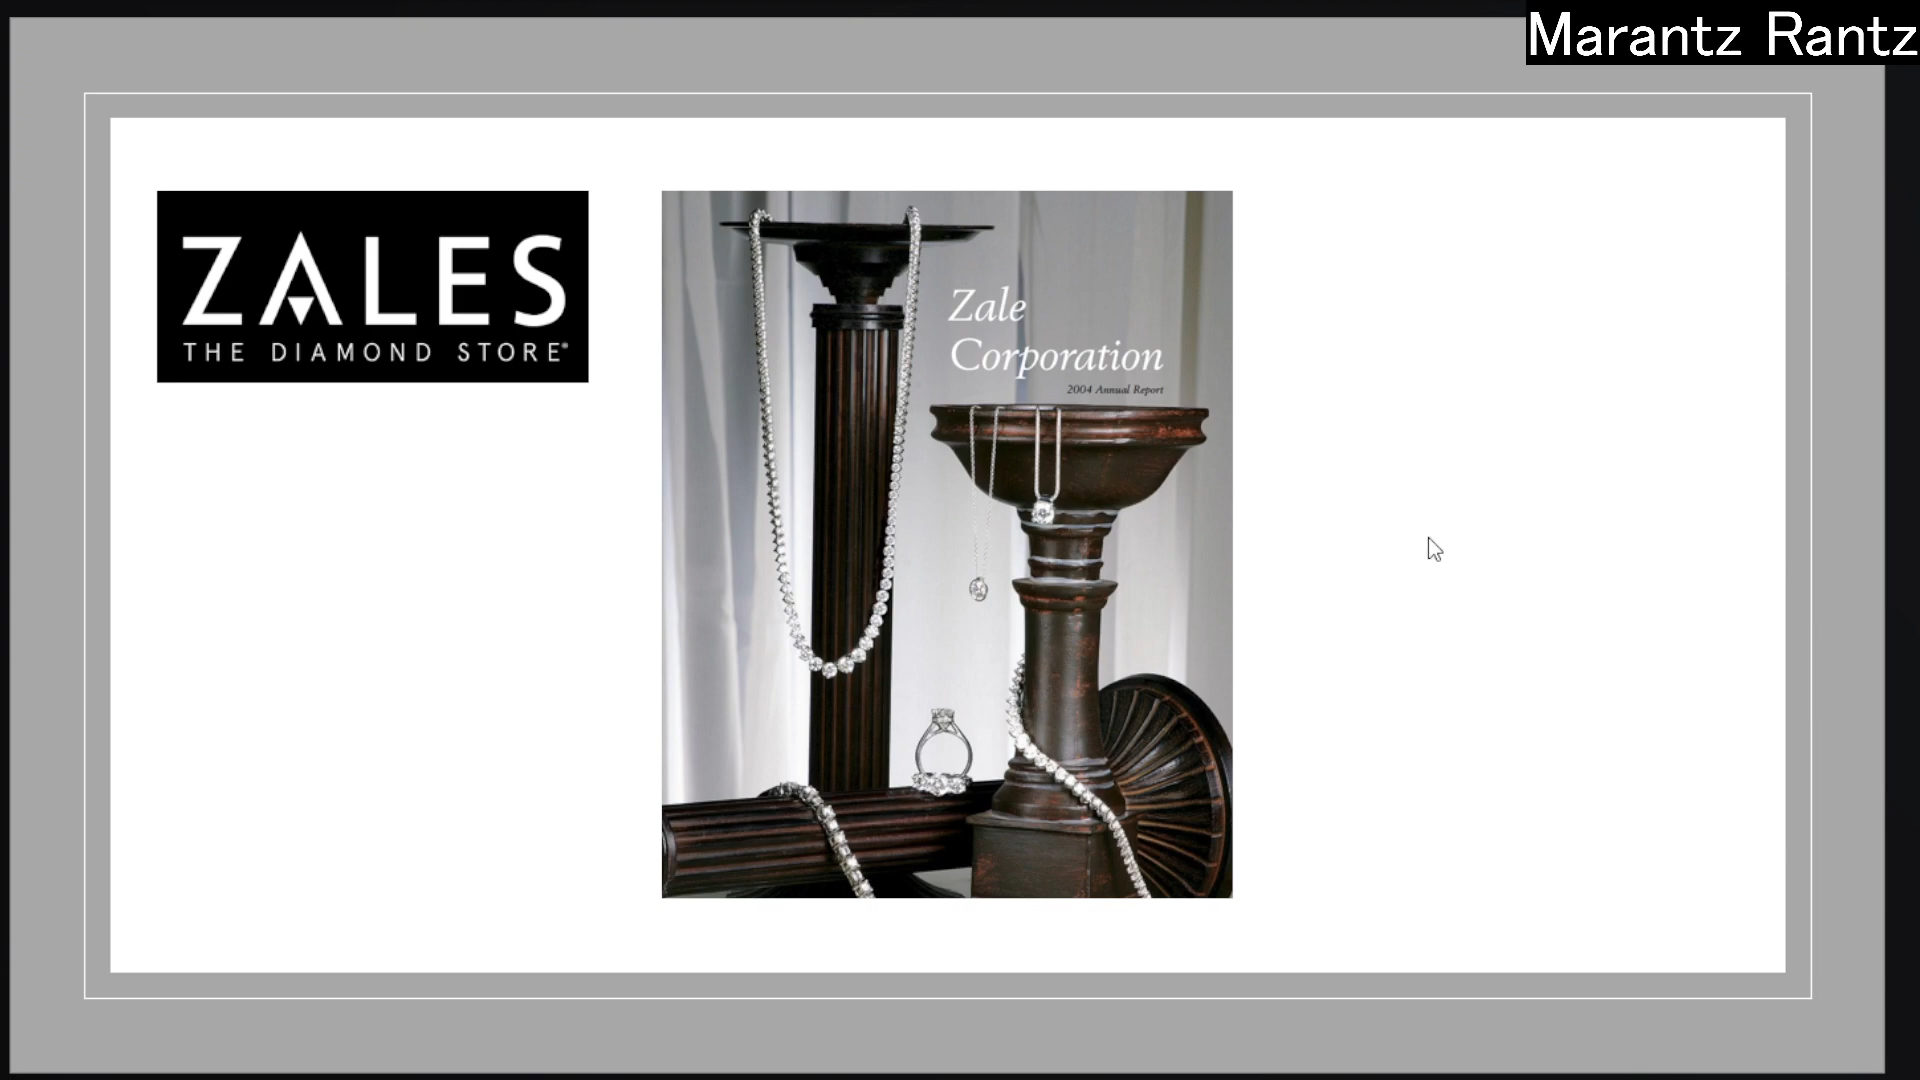 Marantz Rantz
ZALES
THE DIAMOND STORE®
Zale
Corporation
2004 Annual Report